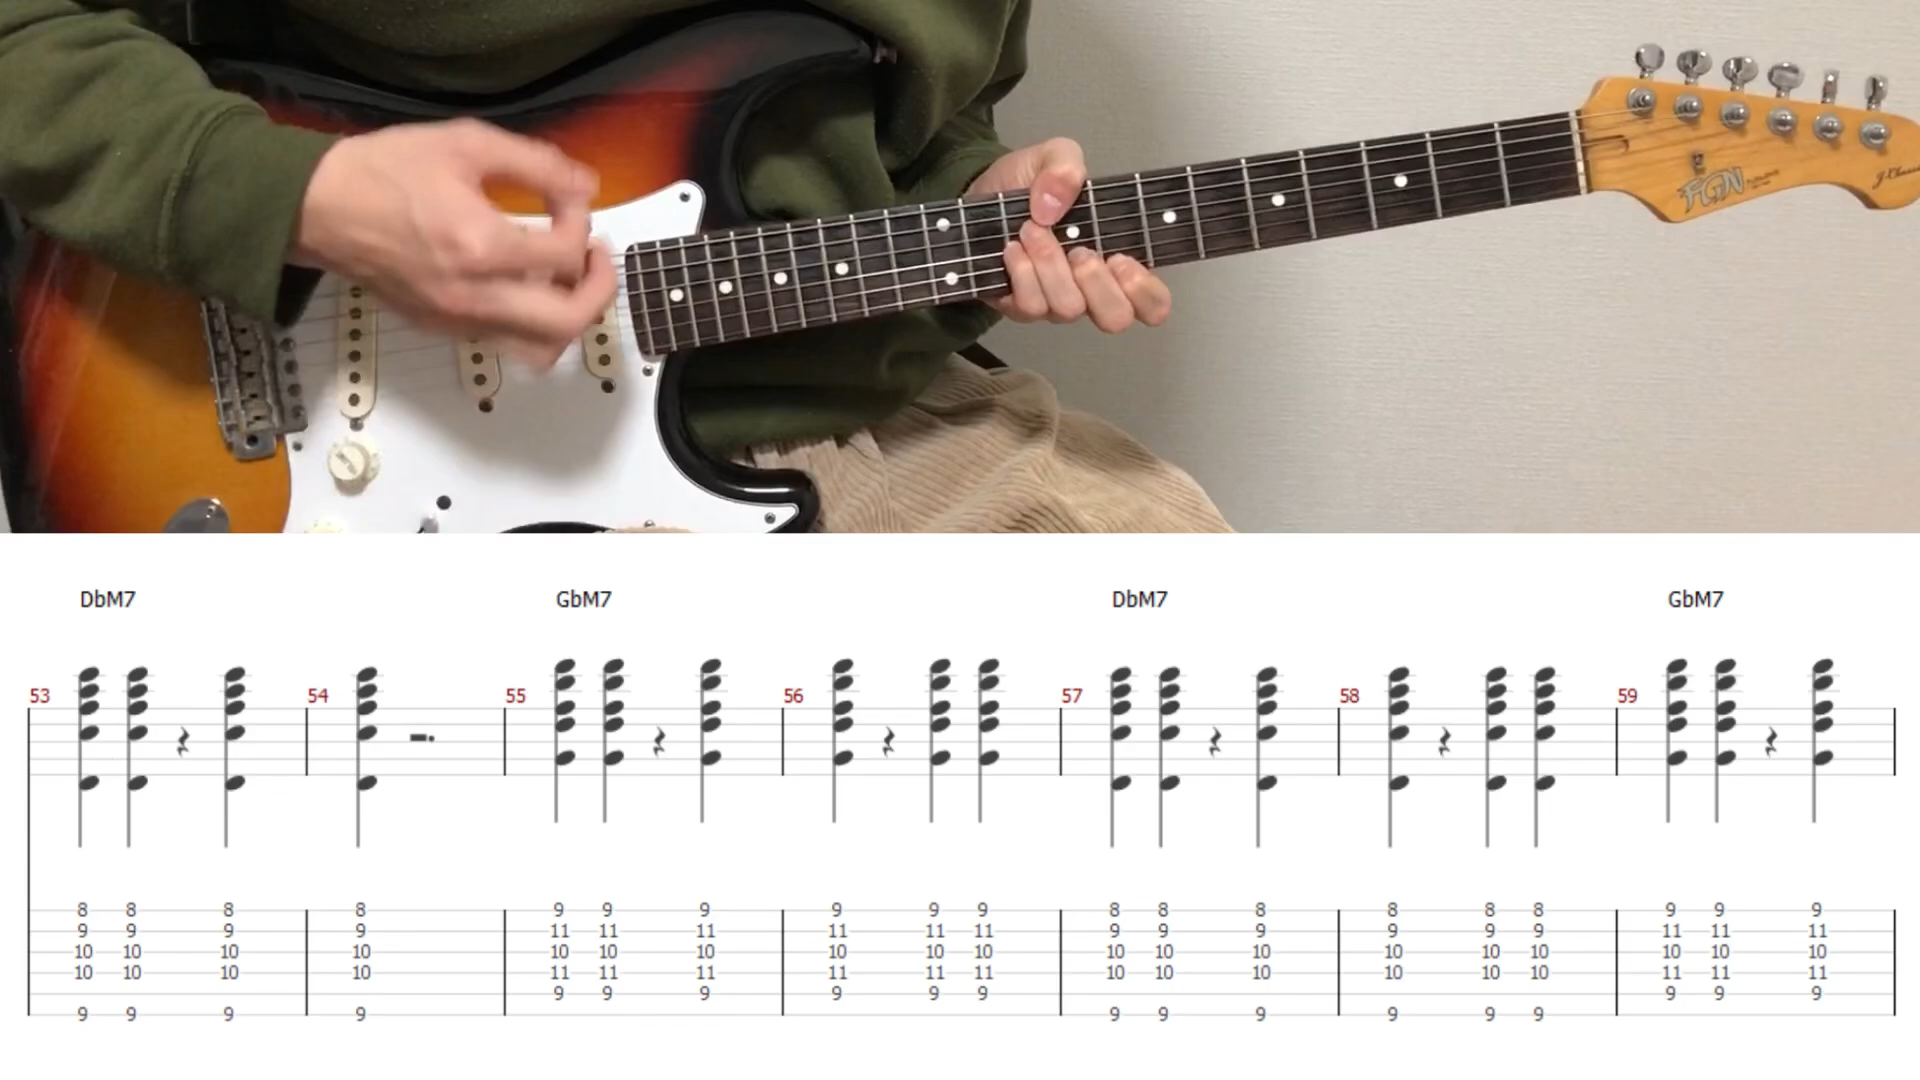 FGN
DbM7 GbM7 DbM7 GbM7
53 54 55 56 57 58 59
8 8 8 8 9 9 9 9 9 9 8 8 8 8 8 8 9 9 9
9 9 9 9 11 11 11 11 11 11 9 9 9 9 9 9 11 11 11
10 10 10 10 10 10 10 10 10 10 10 10 10 10 10 10 10 10 10
10 10 10 10 11 11 11 11 11 11 10 10 10 10 10 10 11 11 11
9 9 9 9 9 9 9 9 9
9 9 9 9 9 9 9 9 9 9